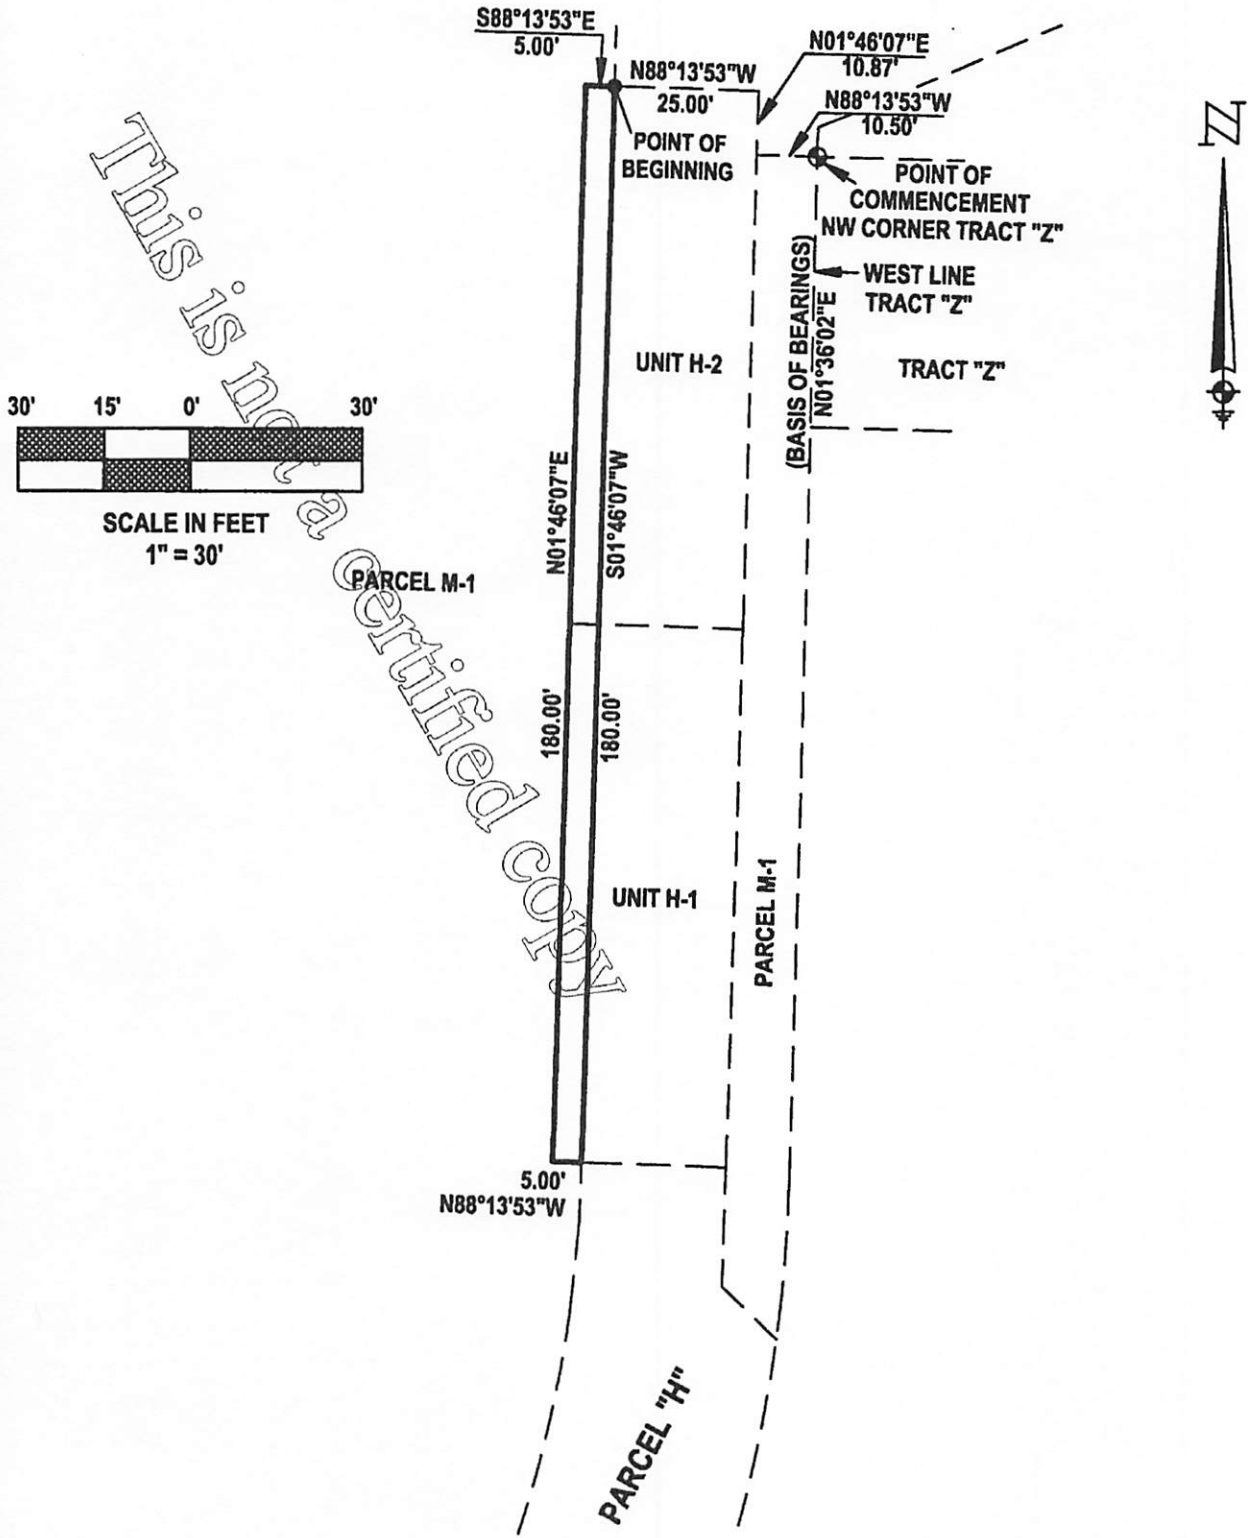 S88°13'53"E
5.00'
N01°46'07"E
10.87'
N88°13'53"W
25.00'
N88°13'53"W
10.50'
POINT OF
BEGINNING
POINT OF
COMMENCEMENT
NW CORNER TRACT "Z"
N
WEST LINE
TRACT "Z"
(BASIS OF BEARINGS)
N01°36'02"E
UNIT H-2
TRACT "Z"
30' 15' 0' 30'
SCALE IN FEET
1" = 30'
N01°46'07"E
S01°46'07"W
PARCEL M-1
180.00'
180.00'
This is not a certified copy
UNIT H-1
PARCEL M-1
5.00'
N88°13'53"W
PARCEL "H"